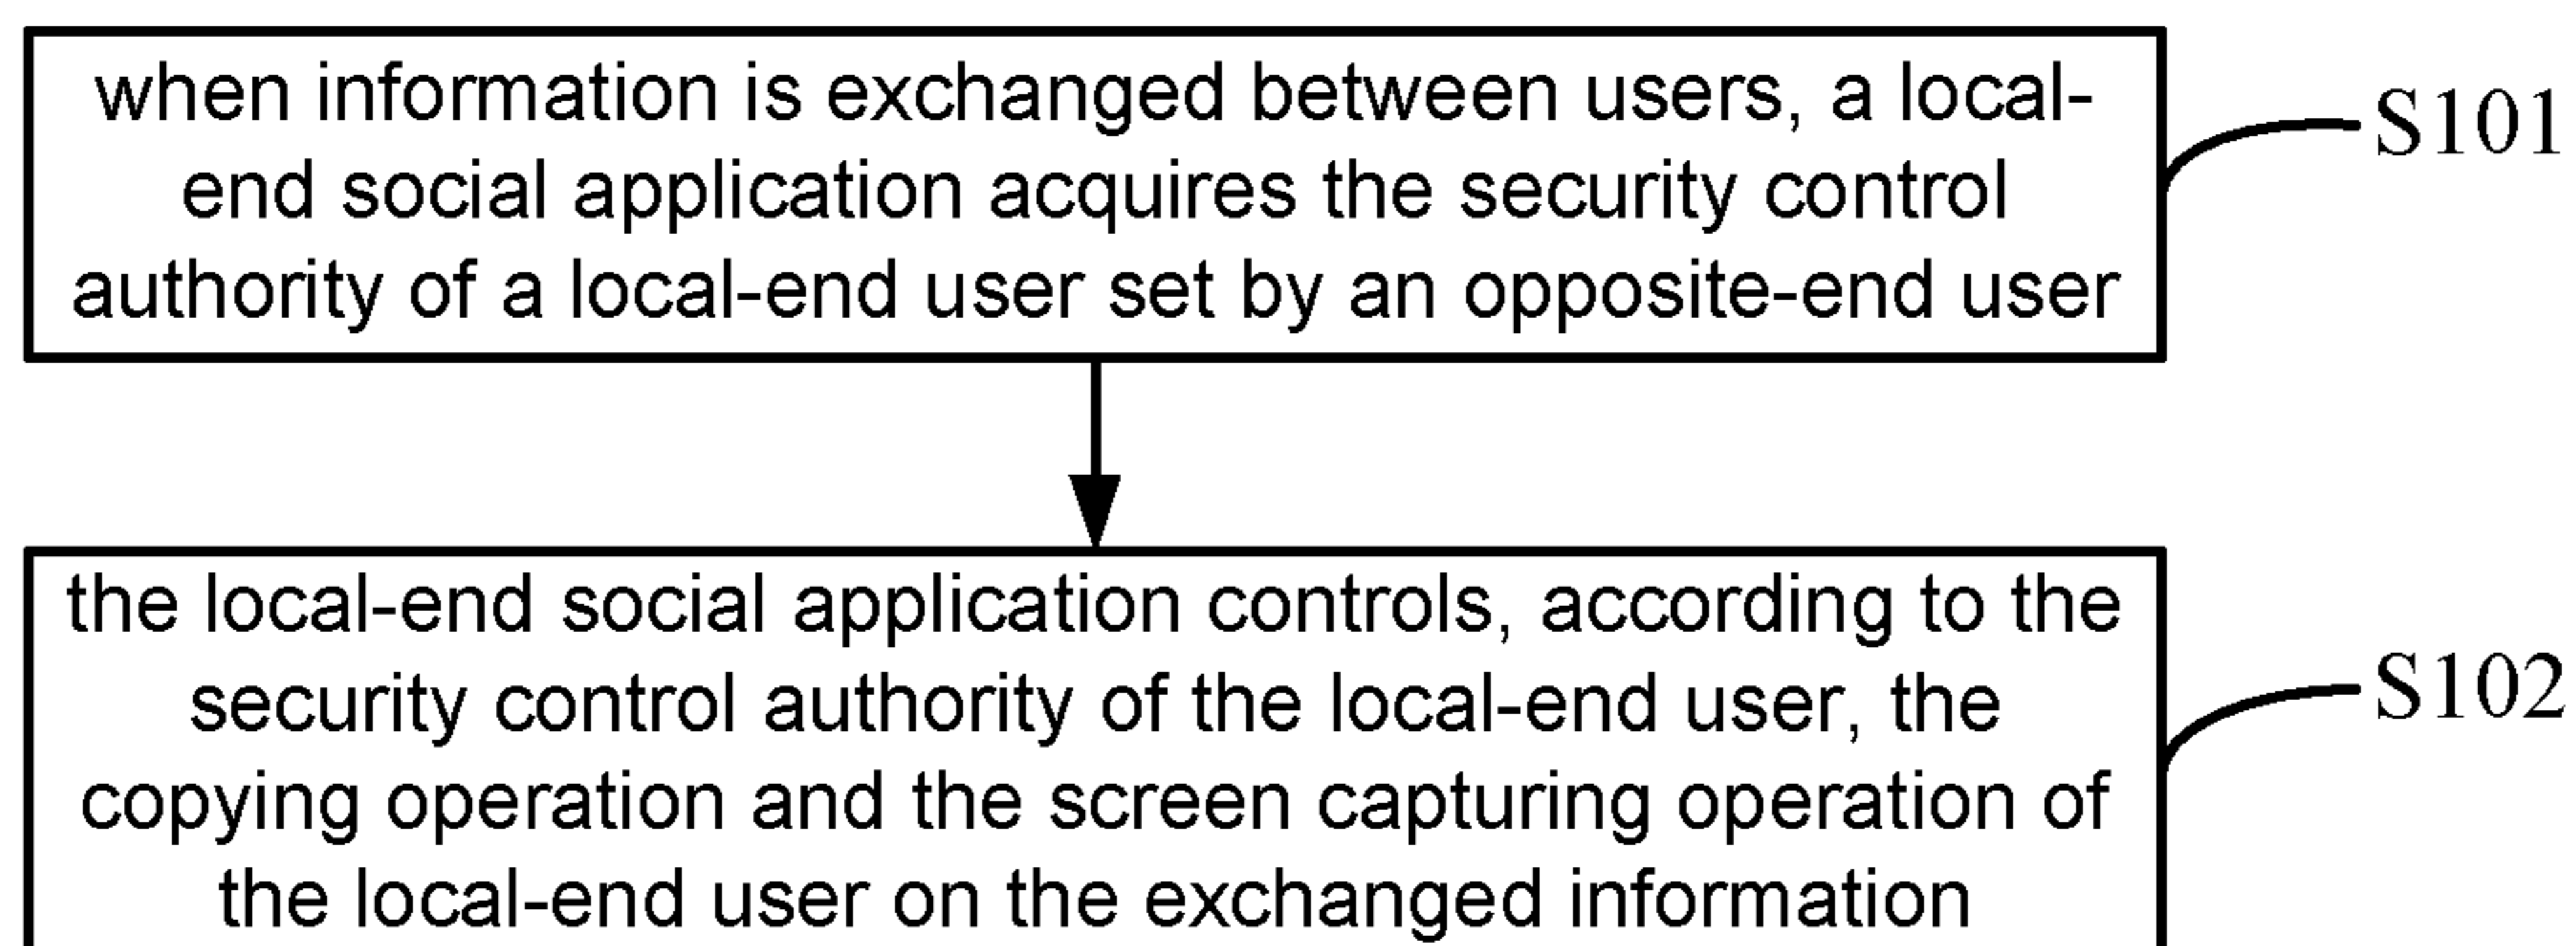 when information is exchanged between users, a local-
end social application acquires the security control
authority of a local-end user set by an opposite-end user
S101
the local-end social application controls, according to the
security control authority of the local-end user, the
copying operation and the screen capturing operation of
the local-end user on the exchanged information
S102